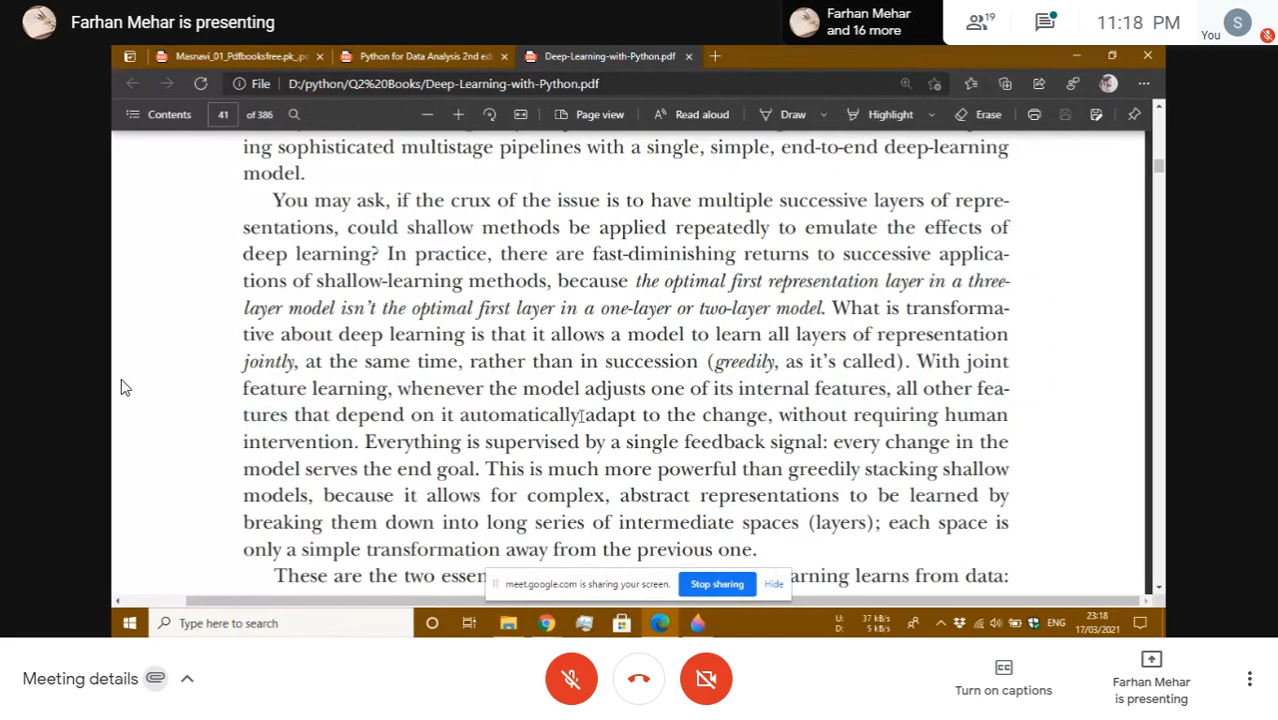 Farhan Mehar is presenting
Farhan Mehar
and 16 more
19
11:18 PM
You
S
Masnavi_01_Pdfbooksfree.pk_.p
Python for Data Analysis 2nd ed
Deep-Learning-with-Python.pdf
File
D:/python/Q2%20Books/Deep-Learning-with-Python.pdf
Contents
41
of 386
Page view
Read aloud
Draw
Highlight
Erase
ing sophisticated multistage pipelines with a single, simple, end-to-end deep-learning
model.
You may ask, if the crux of the issue is to have multiple successive layers of repre-
sentations, could shallow methods be applied repeatedly to emulate the effects of
deep learning? In practice, there are fast-diminishing returns to successive applica-
tions of shallow-learning methods, because the optimal first representation layer in a three-
layer model isn't the optimal first layer in a one-layer or two-layer model. What is transforma-
tive about deep learning is that it allows a model to learn all layers of representation
jointly, at the same time, rather than in succession (greedily, as it's called). With joint
feature learning, whenever the model adjusts one of its internal features, all other fea-
tures that depend on it automatically adapt to the change, without requiring human
intervention. Everything is supervised by a single feedback signal: every change in the
model serves the end goal. This is much more powerful than greedily stacking shallow
models, because it allows for complex, abstract representations to be learned by
breaking them down into long series of intermediate spaces (layers); each space is
only a simple transformation away from the previous one.
These are the two essen
arning learns from data:
meet.google.com is sharing your screen.
Stop sharing
Hide
Type here to search
U: 37 kB/s
D: 5 kB/s
ENG
23:18
17/03/2021
Meeting details
CC
Turn on captions
Farhan Mehar
is presenting